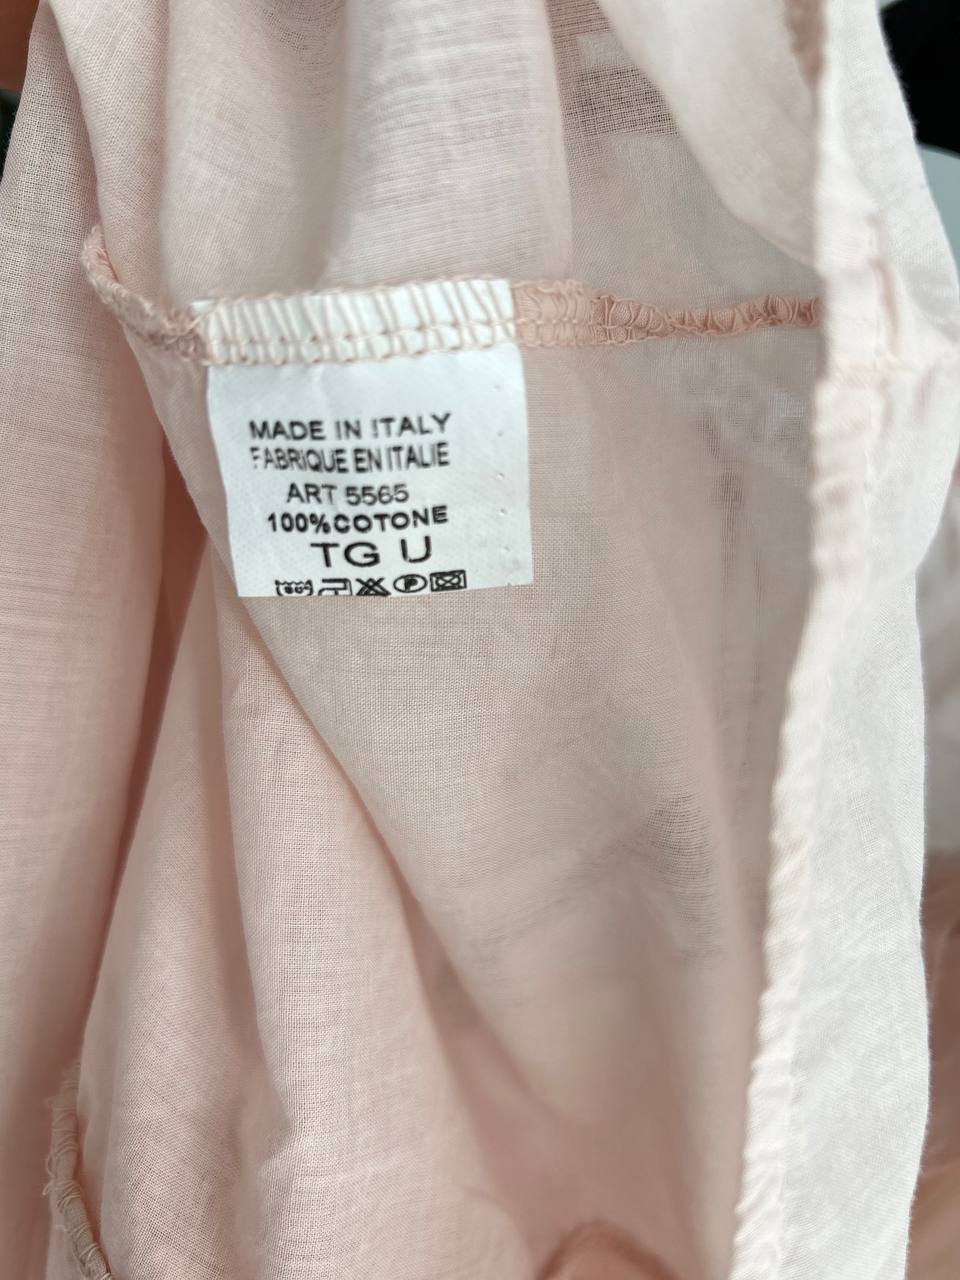 MADE IN ITALY
FABRIQUE EN ITALIE
ART 5565
100%COTONE
TG U